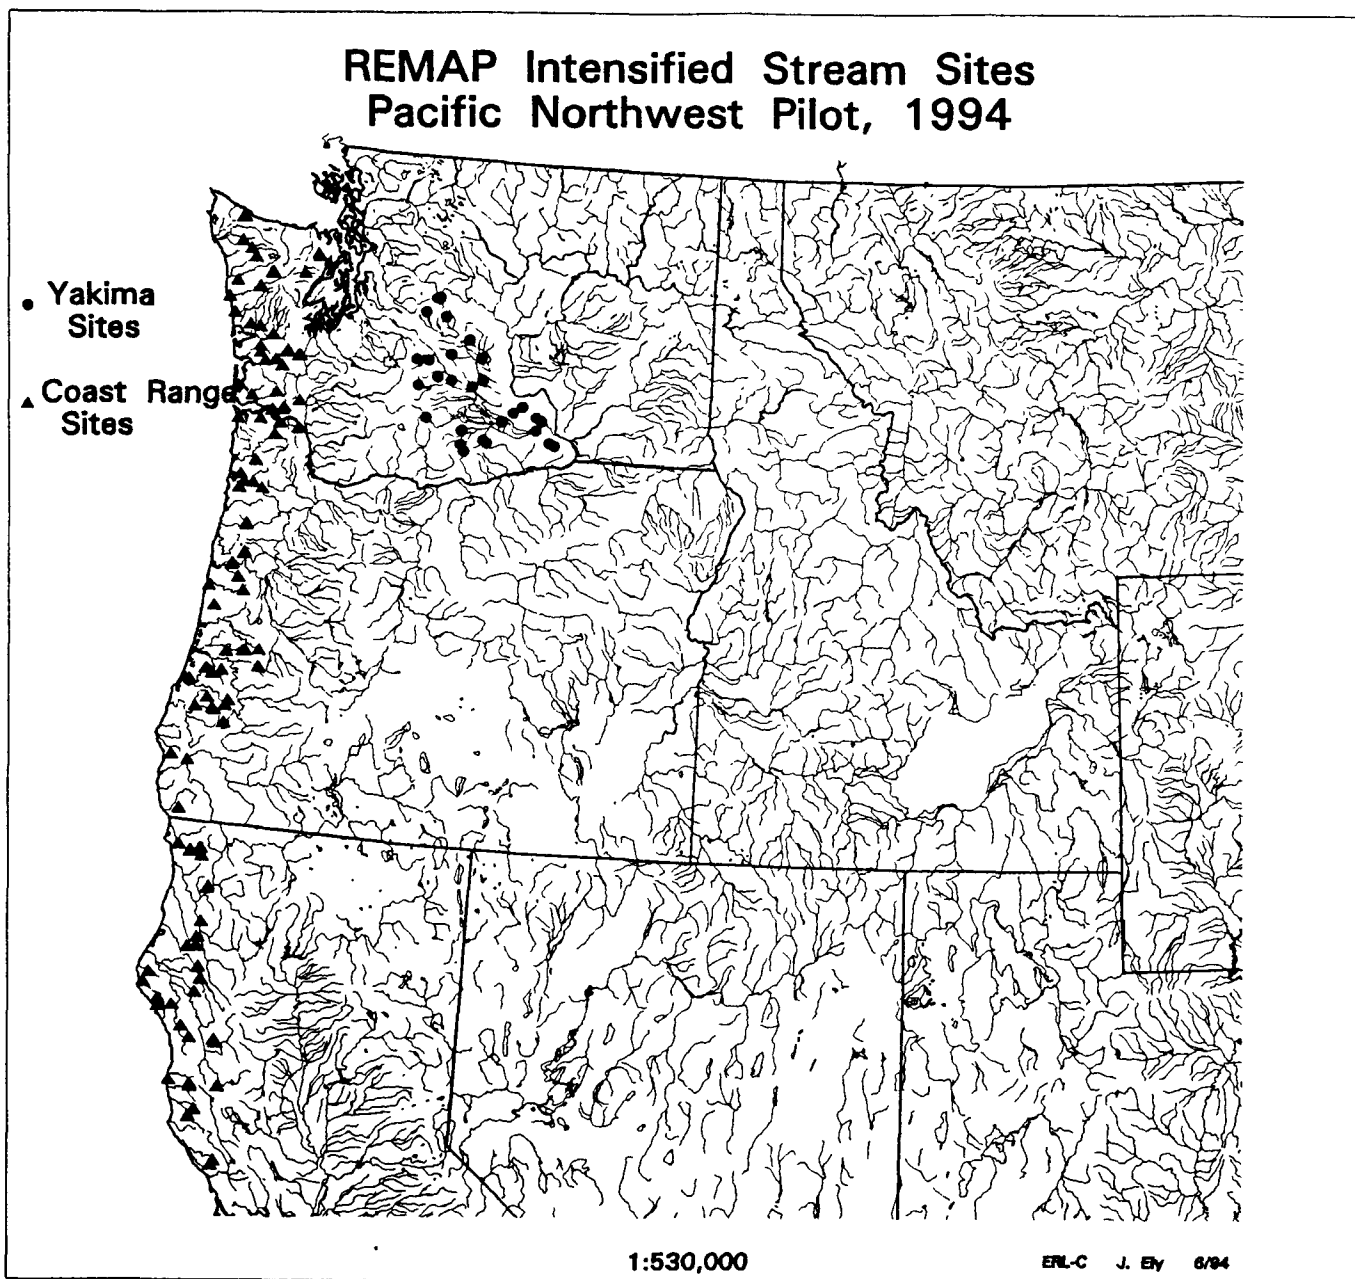 REMAP Intensified Stream Sites
Pacific Northwest Pilot, 1994
Yakima
Sites
Coast Range
Sites
1:530,000
ERL-C J. Ely 6/94